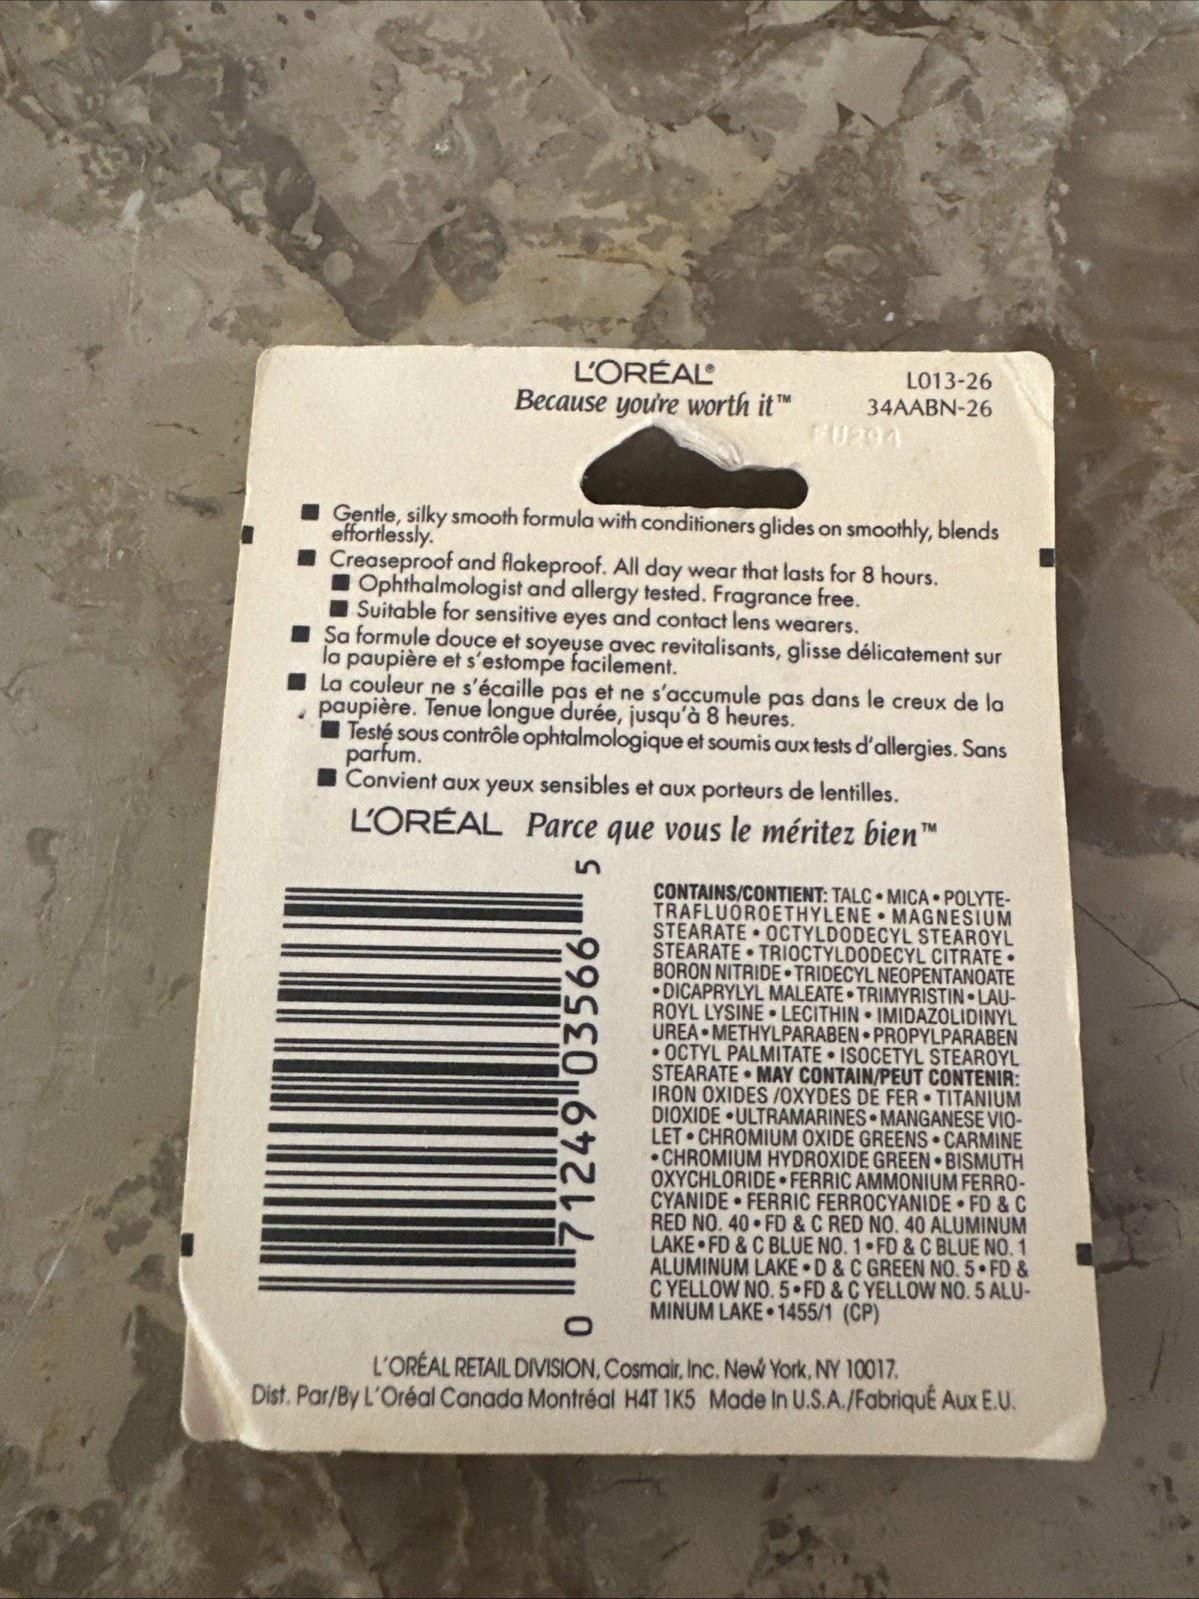 L'ORÉAL®
Because you're worth it™
L013-26
34AABN-26
FU294
■ Gentle, silky smooth formula with conditioners glides on smoothly, blends
effortlessly.
■ Creaseproof and flakeproof. All day wear that lasts for 8 hours.
■ Ophthalmologist and allergy tested. Fragrance free.
■ Suitable for sensitive eyes and contact lens wearers.
■ Sa formule douce et soyeuse avec revitalisants, glisse délicatement sur
la paupière et s'estompe facilement.
■ La couleur ne s'écaille pas et ne s'accumule pas dans le creux de la
paupière. Tenue longue durée, jusqu'à 8 heures.
■ Testé sous contrôle ophtalmologique et soumis aux tests d'allergies. Sans
parfum.
■ Convient aux yeux sensibles et aux porteurs de lentilles.
L'ORÉAL Parce que vous le méritez bien™
0 71249 03566 5
CONTAINS/CONTIENT: TALC • MICA • POLYTE-
TRAFLUOROETHYLENE • MAGNESIUM
STEARATE • OCTYLDODECYL STEAROYL
STEARATE • TRIOCTYLDODECYL CITRATE •
BORON NITRIDE • TRIDECYL NEOPENTANOATE
• DICAPRYLYL MALEATE • TRIMYRISTIN • LAU-
ROYL LYSINE • LECITHIN • IMIDAZOLIDINYL
UREA • METHYLPARABEN • PROPYLPARABEN
• OCTYL PALMITATE • ISOCETYL STEAROYL
STEARATE • MAY CONTAIN/PEUT CONTENIR:
IRON OXIDES /OXYDES DE FER • TITANIUM
DIOXIDE • ULTRAMARINES • MANGANESE VIO-
LET • CHROMIUM OXIDE GREENS • CARMINE
• CHROMIUM HYDROXIDE GREEN • BISMUTH
OXYCHLORIDE • FERRIC AMMONIUM FERRO-
CYANIDE • FERRIC FERROCYANIDE • FD & C
RED NO. 40 • FD & C RED NO. 40 ALUMINUM
LAKE • FD & C BLUE NO. 1 • FD & C BLUE NO. 1
ALUMINUM LAKE • D & C GREEN NO. 5 • FD &
C YELLOW NO. 5 • FD & C YELLOW NO. 5 ALU-
MINUM LAKE • 1455/1 (CP)
L'ORÉAL RETAIL DIVISION, Cosmair, Inc. New York, NY 10017.
Dist. Par/By L'Oréal Canada Montréal H4T 1K5 Made In U.S.A./FabriquÉ Aux E.U.